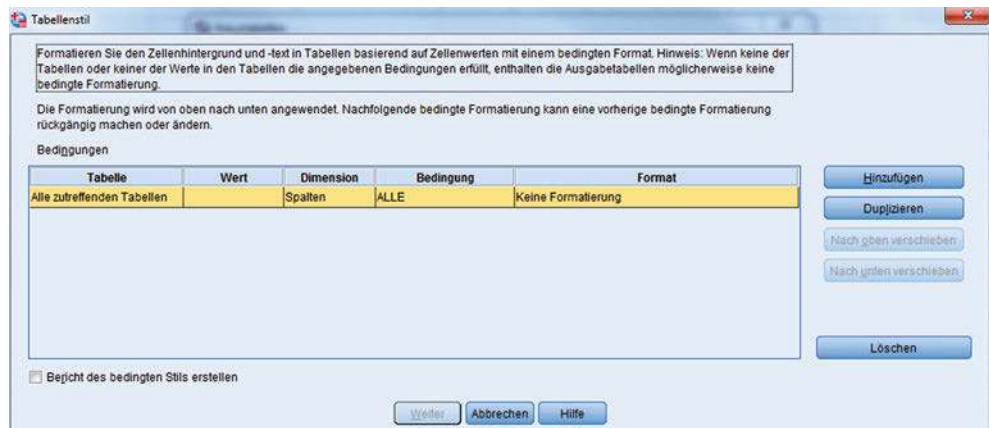 Tabellenstil
Formatieren Sie den Zellenhintergrund und -text in Tabellen basierend auf Zellenwerten mit einem bedingten Format. Hinweis: Wenn keine der
Tabellen oder keiner der Werte in den Tabellen die angegebenen Bedingungen erfüllt, enthalten die Ausgabetabellen möglicherweise keine
bedingte Formatierung.
Die Formatierung wird von oben nach unten angewendet. Nachfolgende bedingte Formatierung kann eine vorherige bedingte Formatierung
rückgängig machen oder ändern.
Bedingungen
Tabelle Wert Dimension Bedingung Format
Alle zutreffenden Tabellen Spalten ALLE Keine Formatierung
Hinzufügen
Duplizieren
Nach oben verschieben
Nach unten verschieben
Löschen
Bericht des bedingten Stils erstellen
Weiter Abbrechen Hilfe